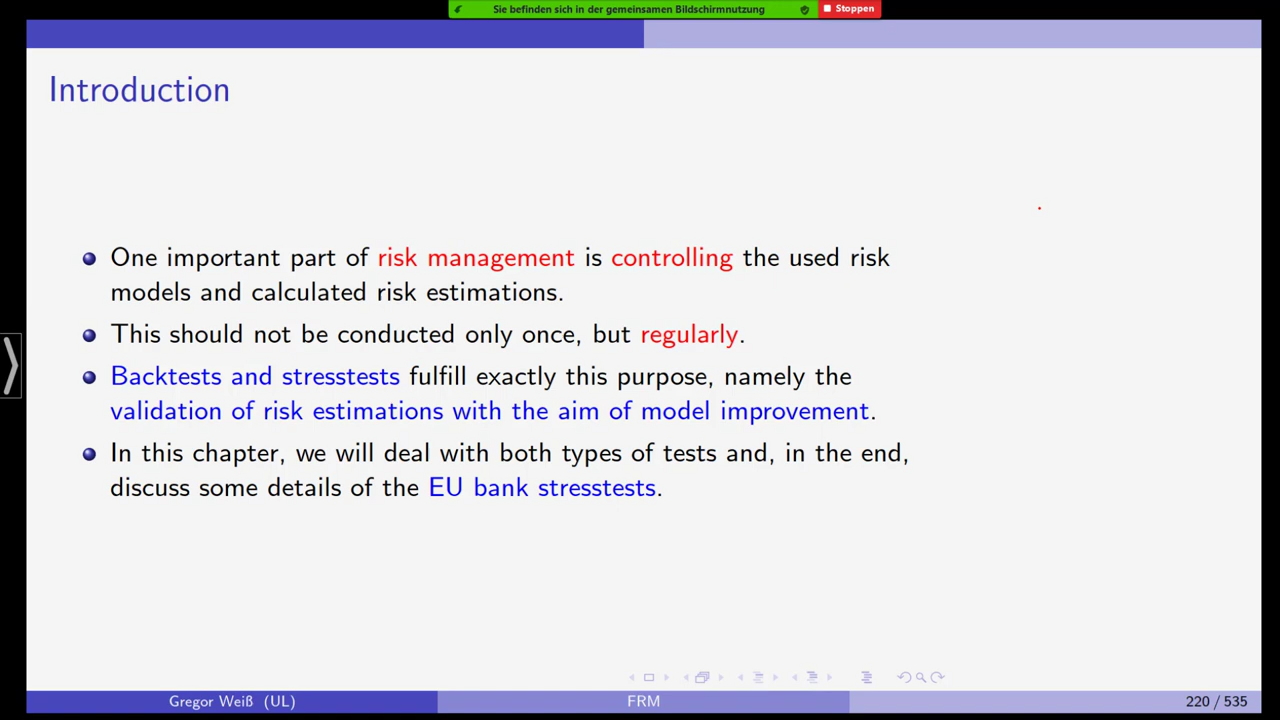 Sie befinden sich in der gemeinsamen Bildschirmnutzung
Stoppen
Introduction
One important part of risk management is controlling the used risk
models and calculated risk estimations.
This should not be conducted only once, but regularly.
Backtests and stresstests fulfill exactly this purpose, namely the
validation of risk estimations with the aim of model improvement.
In this chapter, we will deal with both types of tests and, in the end,
discuss some details of the EU bank stresstests.
Gregor Weiß (UL)
FRM
220 / 535